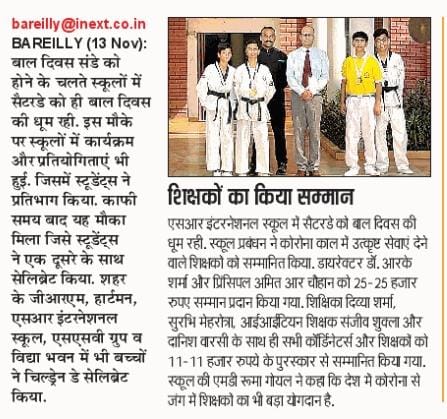 bareilly@inext.co.in
BAREILLY (13 Nov):
बाल दिवस संडे को
होने के चलते स्कूलों में
सैटरडे को ही बाल दिवस
की धूम रही. इस मौके
पर स्कूलों में कार्यक्रम
और प्रतियोगिताएं भी
हुई. जिसमें स्टूडेंट्स ने
प्रतिभाग किया. काफी
समय बाद यह मौका
मिला जिसे स्टूडेंट्स
ने एक दूसरे के साथ
सेलिब्रेट किया. शहर
के जीआरएम, हार्टमन,
एसआर इंटरनेशनल
स्कूल, एसएसवी ग्रुप व
विद्या भवन में भी बच्चों
ने चिल्ड्रेन डे सेलिब्रेट
किया.
शिक्षकों का किया सम्मान
एसआर इंटरनेशनल स्कूल में सैटरडे को बाल दिवस की
धूम रही. स्कूल प्रबंधन ने कोरोना काल में उत्कृष्ट सेवाएं देने
वाले शिक्षकों को सम्मानित किया. डायरेक्टर डॉ. आरके
शर्मा और प्रिंसिपल अमित आर चौहान को 25-25 हजार
रुपए सम्मान प्रदान किया गया. शिक्षिका दिव्या शर्मा,
सुरभि मेहरोत्रा, आईआईटियन शिक्षक संजीव शुक्ला और
दानिश वारसी के साथ ही सभी कॉर्डिनेटर्स और शिक्षकों को
11-11 हजार रुपये के पुरस्कार से सम्मानित किया गया.
स्कूल की एमडी रूमा गोयल ने कहा कि देश में कोरोना से
जंग में शिक्षकों का भी बड़ा योगदान है.